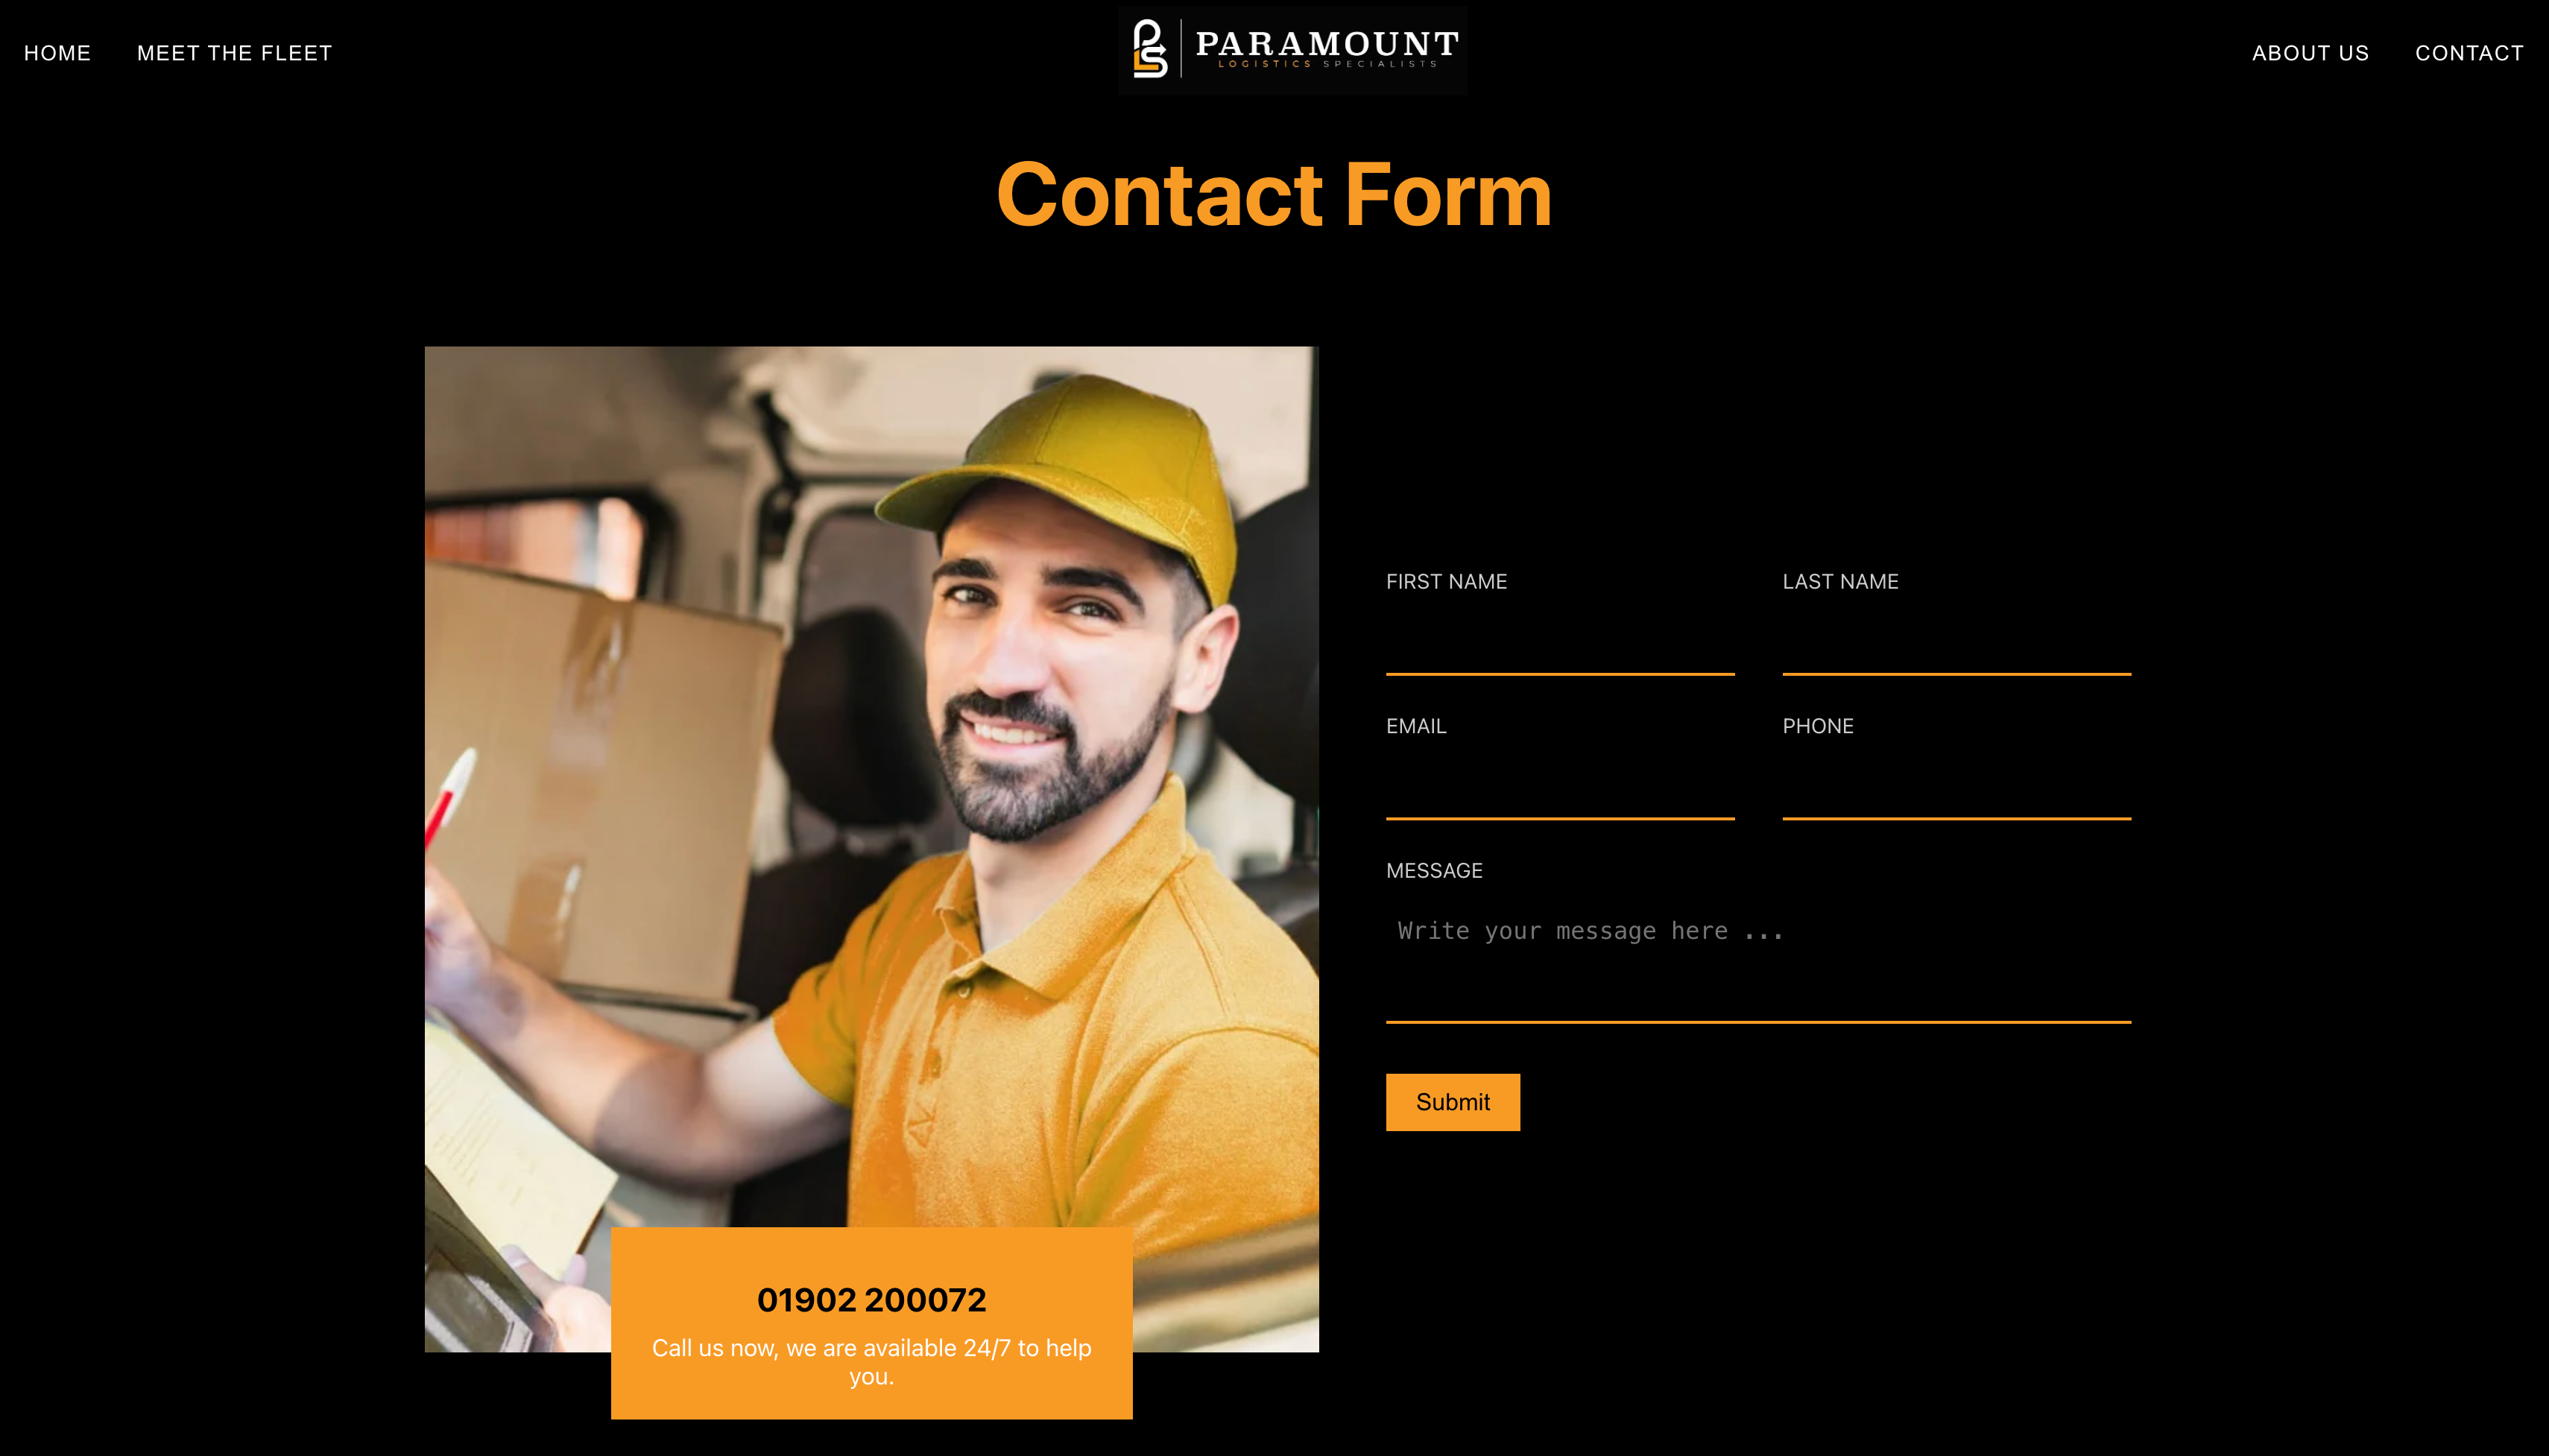 HOME
MEET THE FLEET
PARAMOUNT
LOGISTICS SPECIALISTS
ABOUT US
CONTACT
Contact Form
FIRST NAME
LAST NAME
EMAIL
PHONE
MESSAGE
Write your message here ...
Submit
01902 200072
Call us now, we are available 24/7 to help
you.